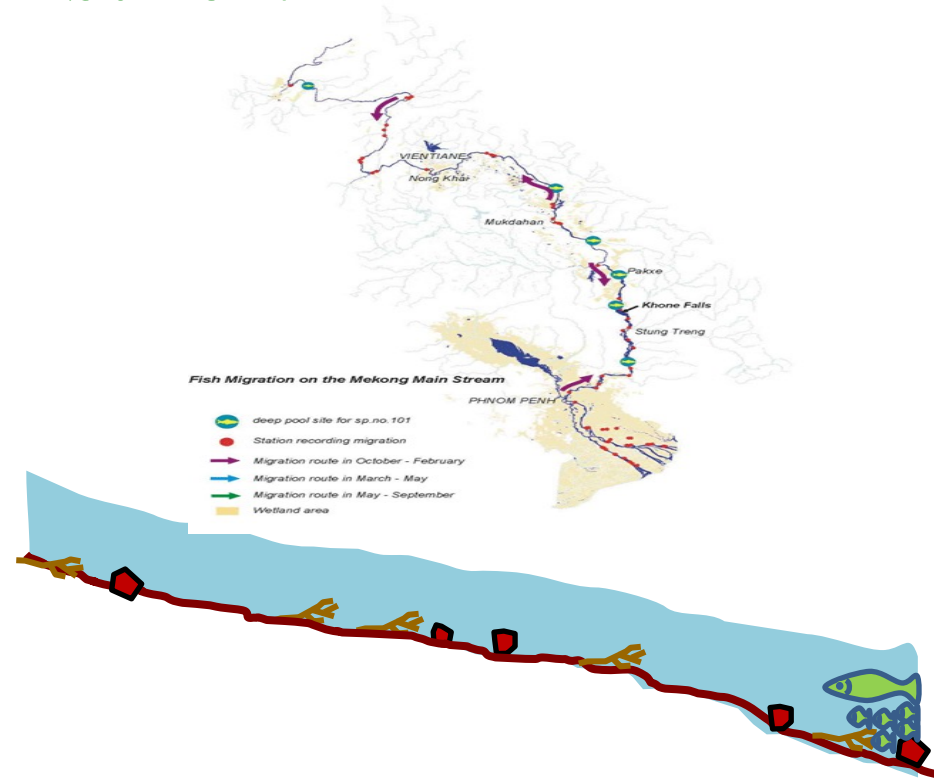 VIENTIANE
Nong Khai
Mukdahan
Pakxe
Khone Falls
Stung Treng
Fish Migration on the Mekong Main Stream
PHNOM PENH
deep pool site for sp.no.101
Station recording migration
Migration route in October - February
Migration route in March - May
Migration route in May - September
Wetland area